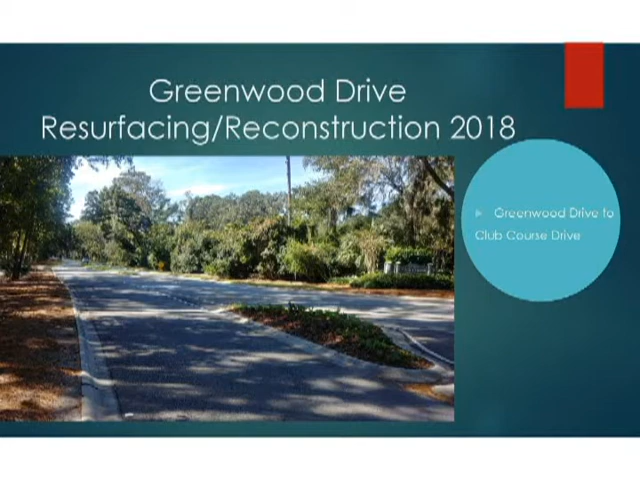 Greenwood Drive
Resurfacing/Reconstruction 2018
Greenwood Drive to
Club Course Drive